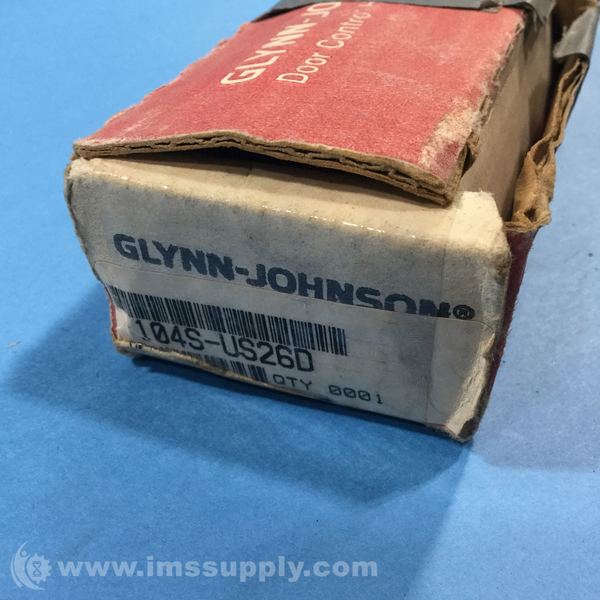 GLYNN-JO
Door Contro
GLYNN-JOHNSON®
104S-US26D
QTY 0001
www.imssupply.com